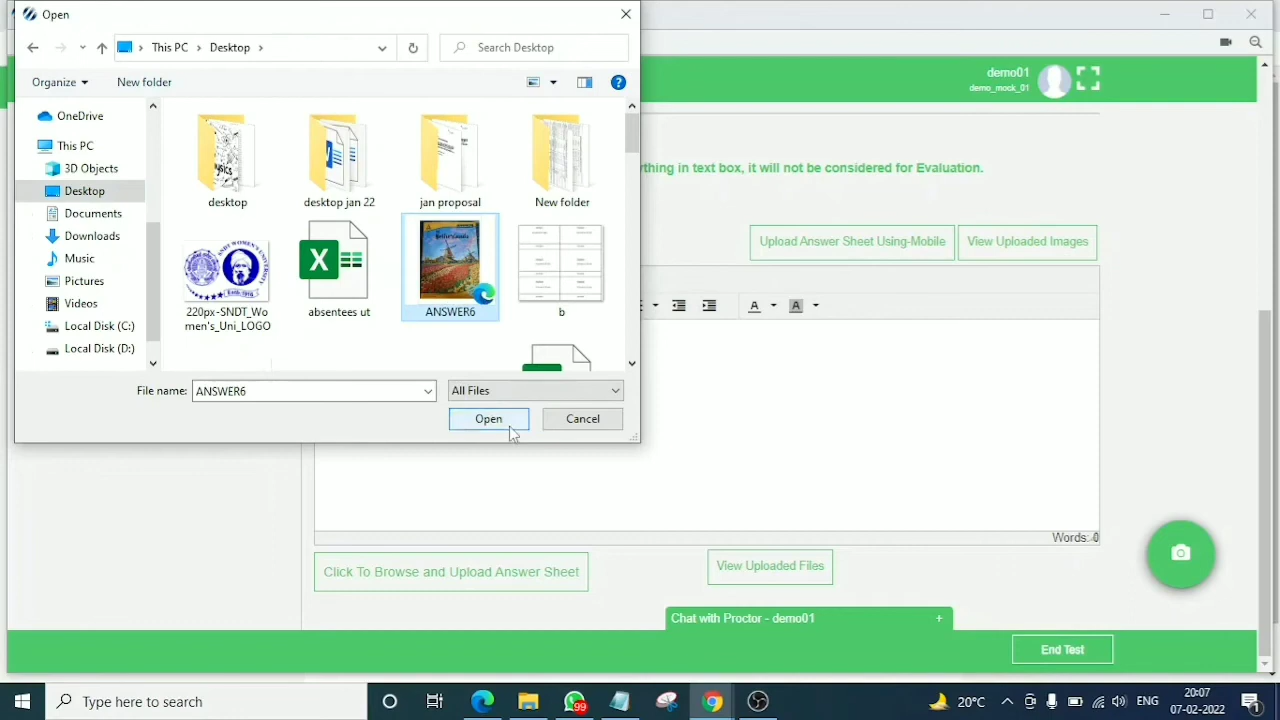 Open
This PC
Desktop
Search Desktop
Organize
New folder
OneDrive
This PC
3D Objects
Desktop
Documents
Downloads
Music
Pictures
Videos
Local Disk (C:)
Local Disk (D:)
desktop
desktop jan 22
jan proposal
New folder
220px-SNDT_Wo
men's_Uni_LOGO
absentees ut
ANSWER6
b
File name:
ANSWER6
All Files
Open
Cancel
demo01
demo_mock_01
thing in text box, it will not be considered for Evaluation.
Upload Answer Sheet Using-Mobile
View Uploaded Images
A
A
Words: 0
Click To Browse and Upload Answer Sheet
View Uploaded Files
Chat with Proctor - demo01
+
End Test
Type here to search
99
20°C
ENG
20:07
07-02-2022
1